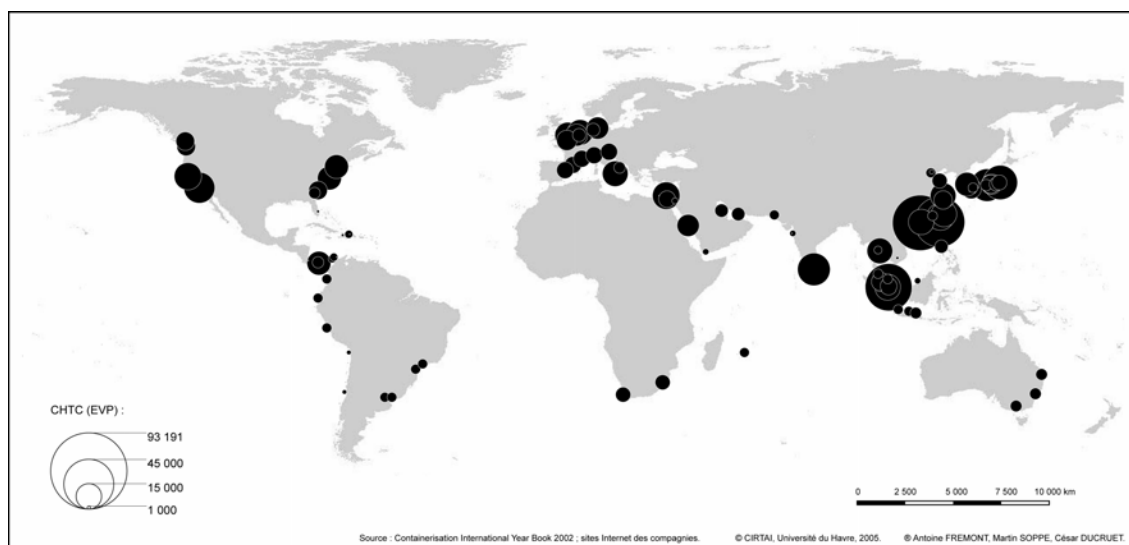 CHTC (EVP) :
93 191
45 000
15 000
1 000
0 2 500 5 000 7 500 10 000 km
Source : Containerisation International Year Book 2002 ; sites Internet des compagnies. © CIRTAI, Université du Havre, 2005. ® Antoine FREMONT, Martin SOPPE, César DUCRUET.